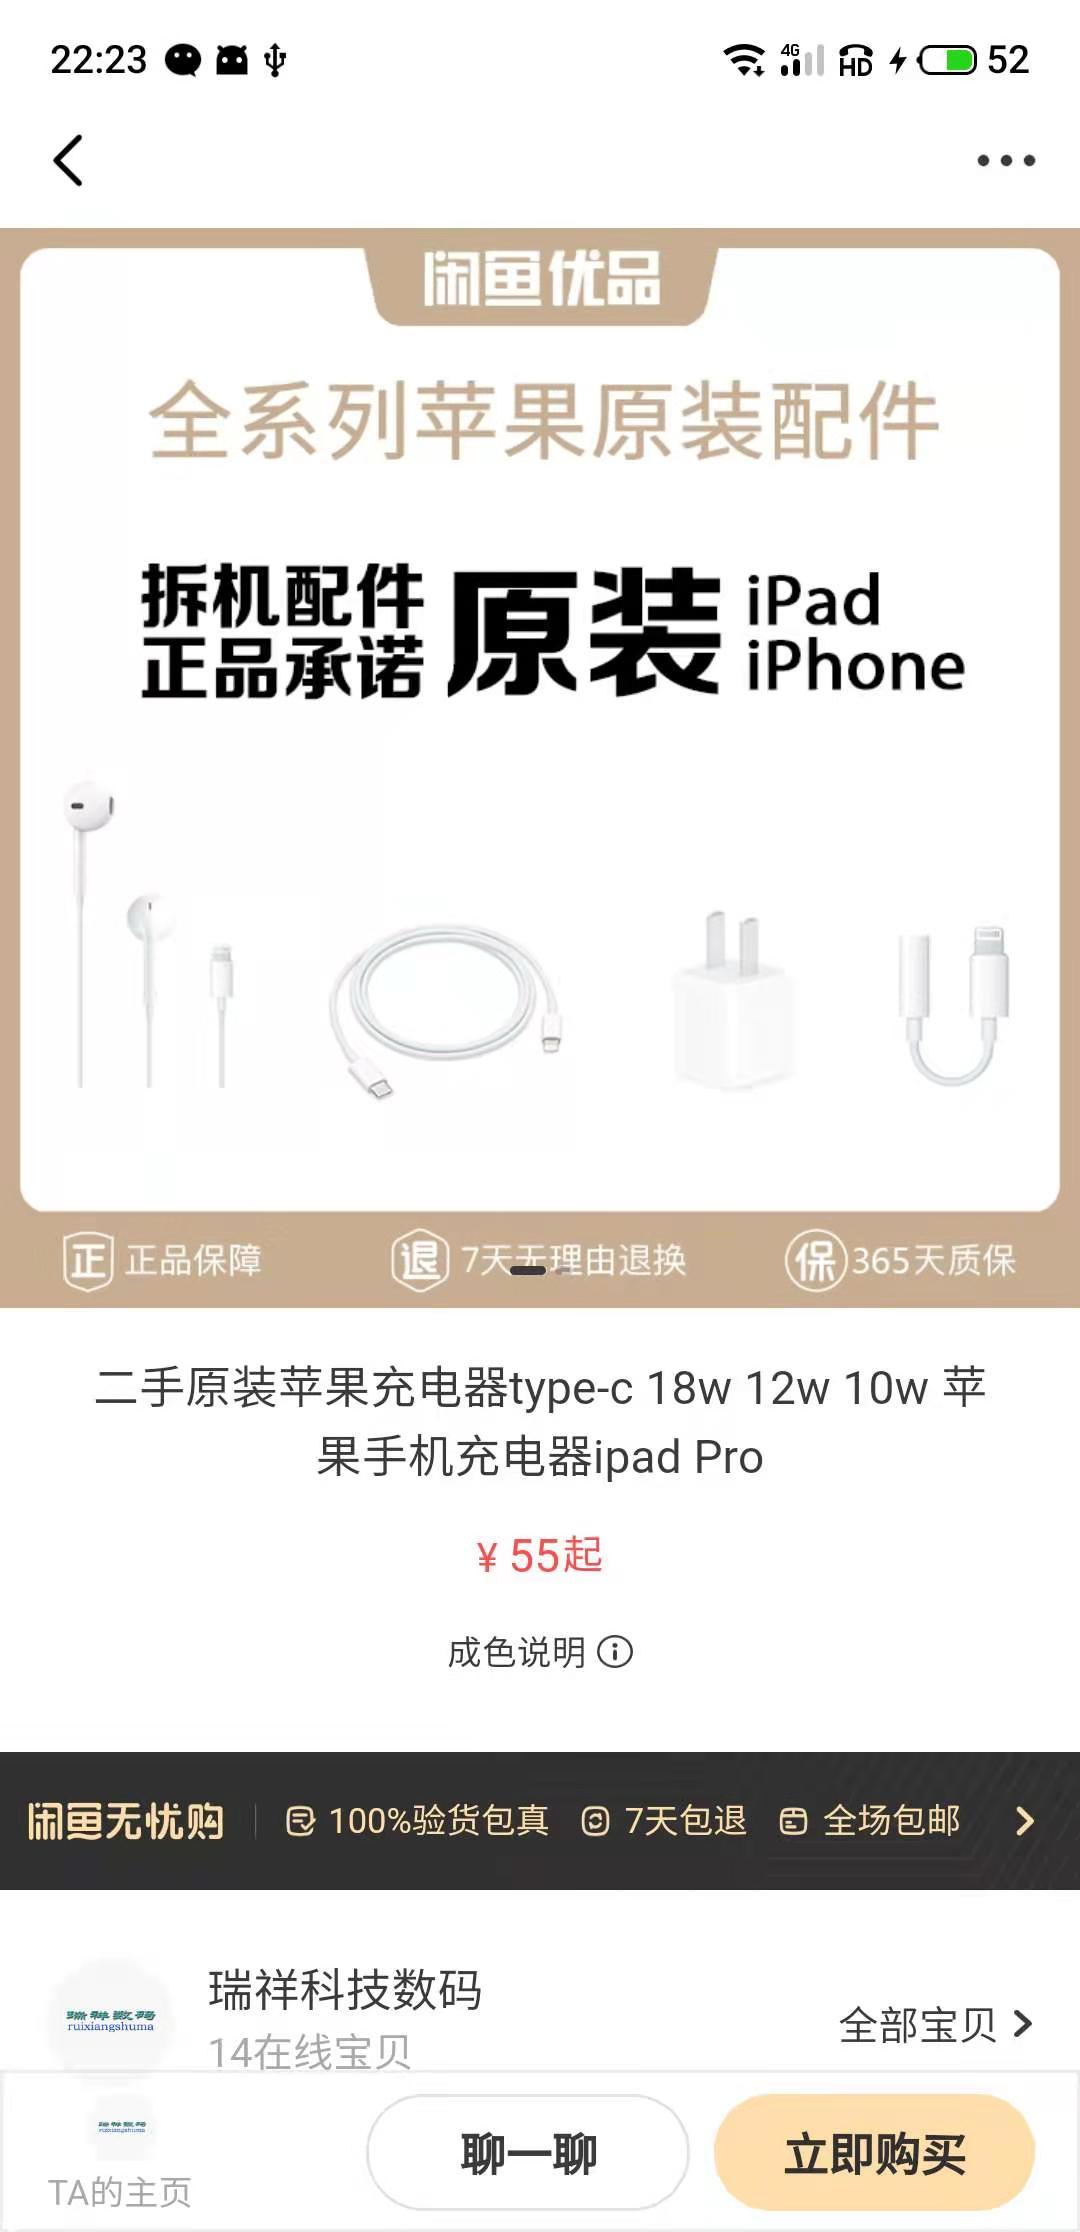 22:23
4G
HD
52
闲鱼优品
全系列苹果原装配件
拆机配件
正品承诺
原装
iPad
iPhone
正 正品保障
退 7天无理由退换
保 365天质保
二手原装苹果充电器type-c 18w 12w 10w 苹
果手机充电器ipad Pro
¥ 55起
成色说明
闲鱼无忧购
100%验货包真
7天包退
全场包邮
瑞祥数码
ruixiangshuma
瑞祥科技数码
14在线宝贝
全部宝贝
瑞祥数码
ruixiangshuma
TA的主页
聊一聊
立即购买